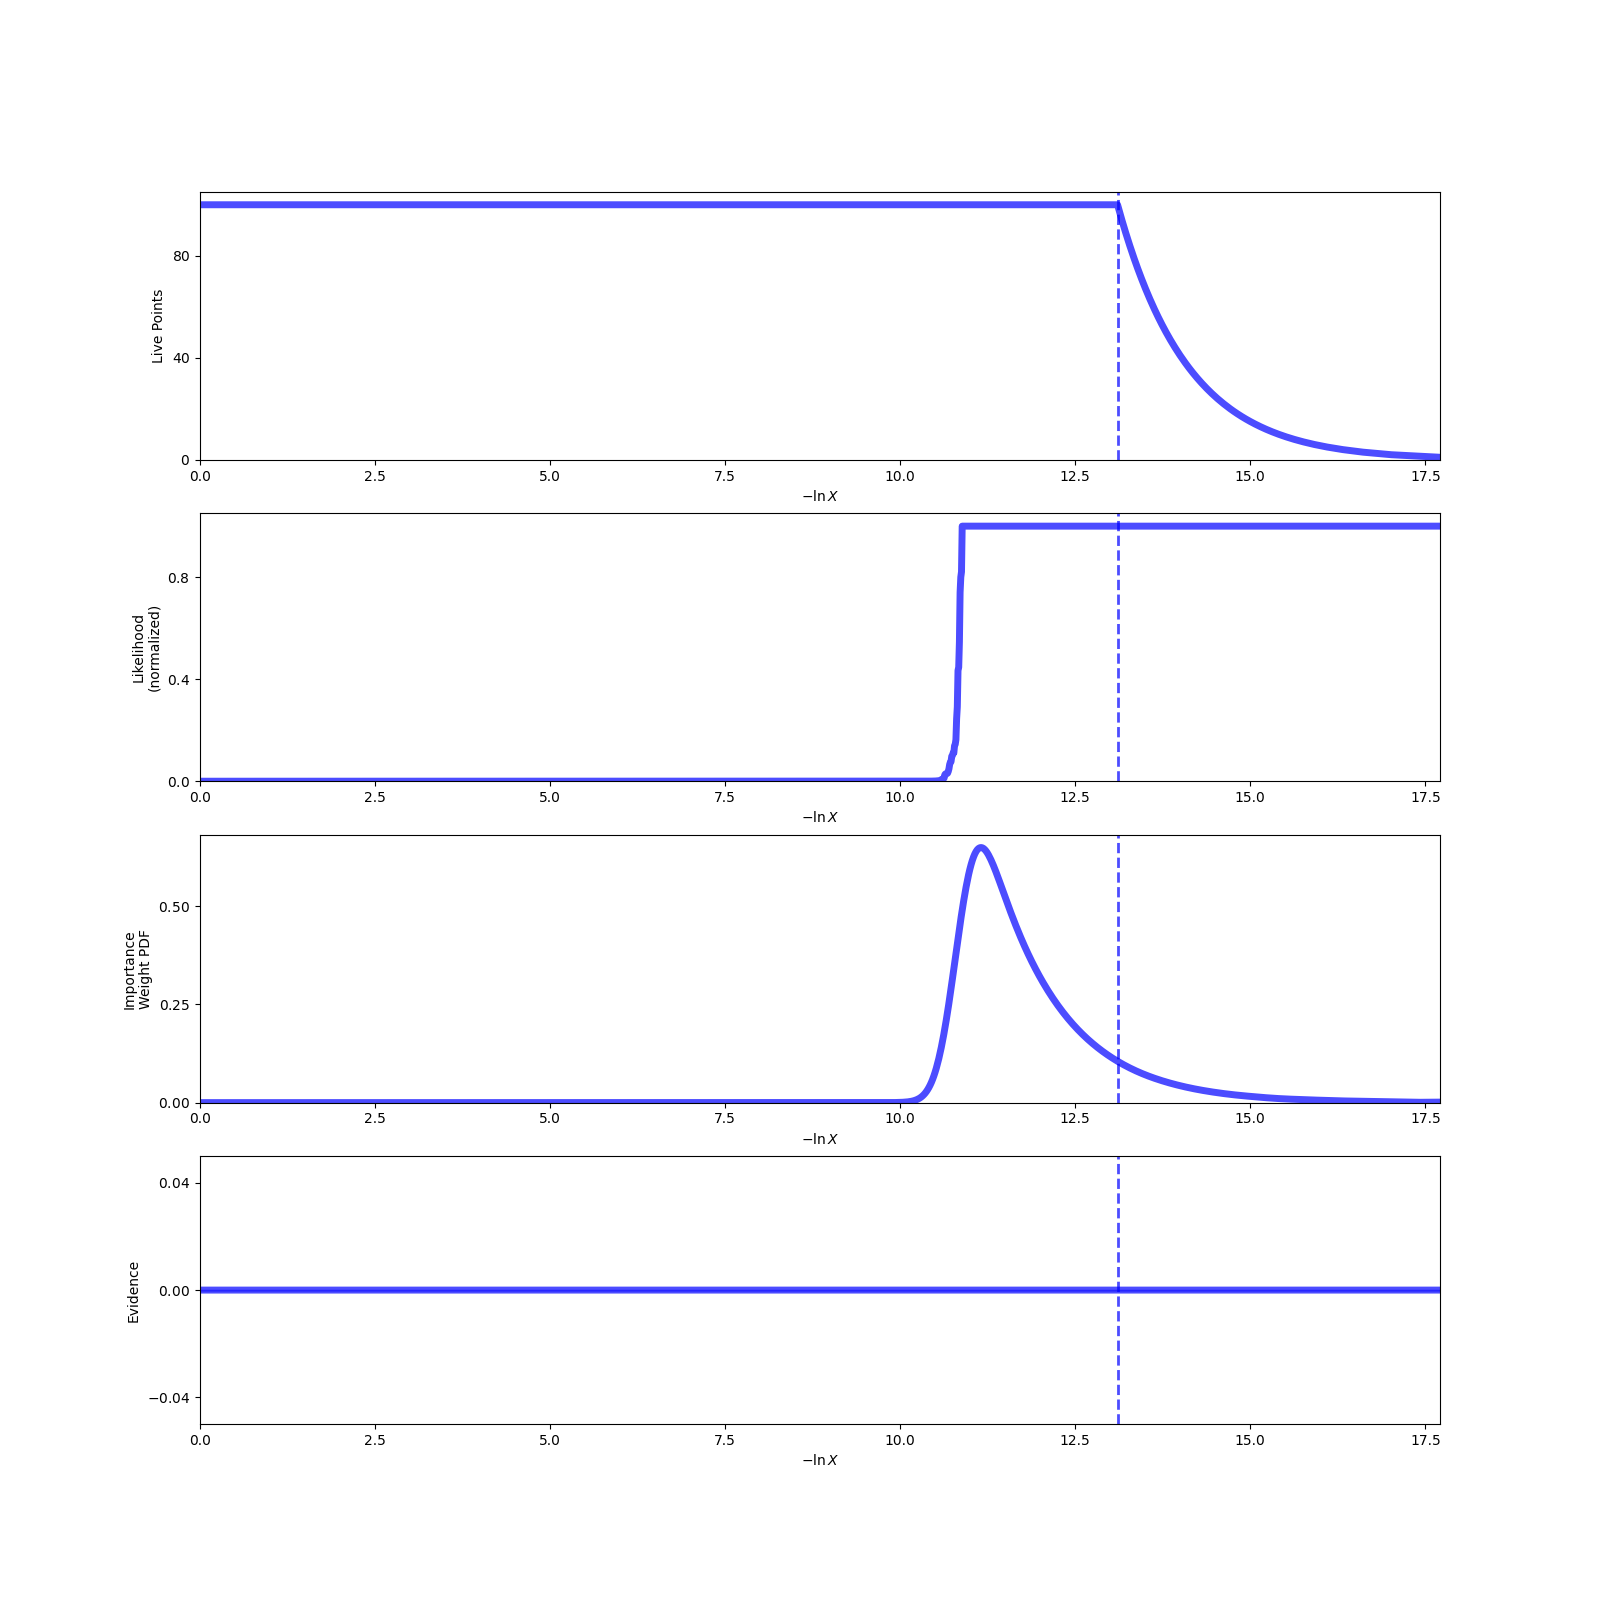 80
40
0
Live Points
0.0 2.5 5.0 7.5 10.0 12.5 15.0 17.5
−ln X
0.8
0.4
0.0
Likelihood
(normalized)
0.0 2.5 5.0 7.5 10.0 12.5 15.0 17.5
−ln X
0.50
0.25
0.00
Importance
Weight PDF
0.0 2.5 5.0 7.5 10.0 12.5 15.0 17.5
−ln X
0.04
0.00
−0.04
Evidence
0.0 2.5 5.0 7.5 10.0 12.5 15.0 17.5
−ln X